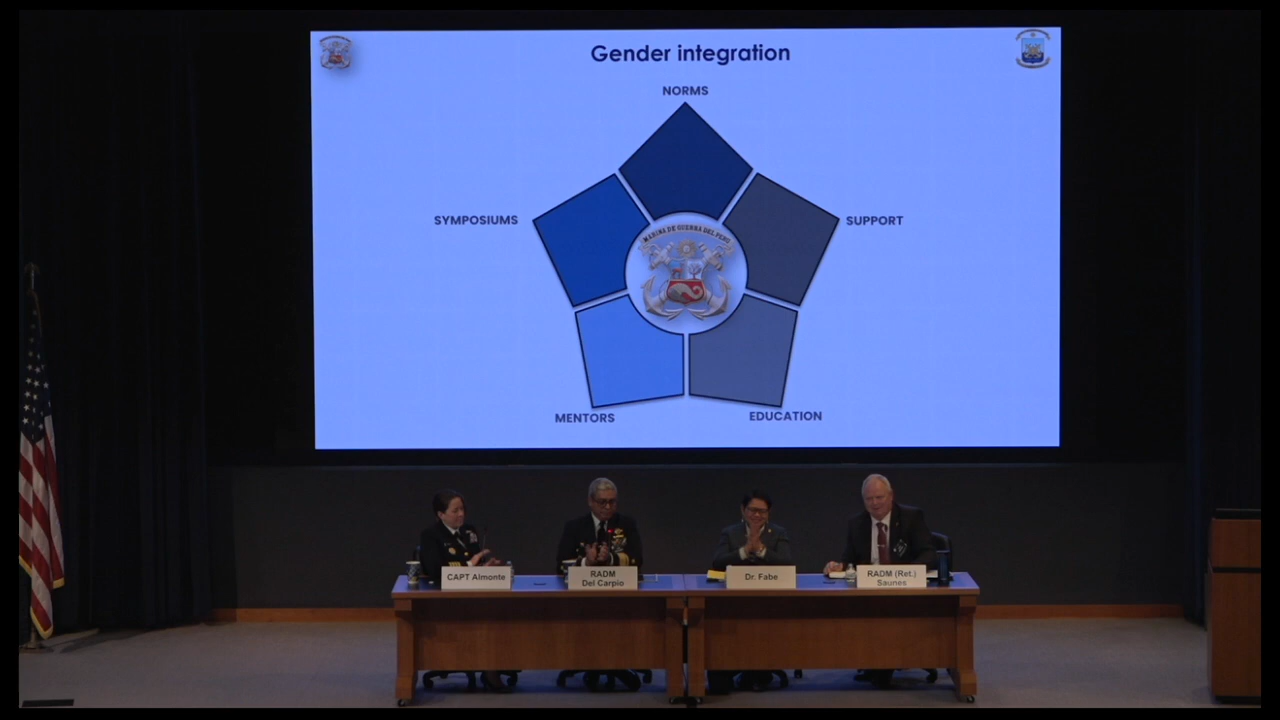 Gender integration
NORMS
SYMPOSIUMS
SUPPORT
MARINA DE GUERRA DEL PERÚ
MENTORS
EDUCATION
CAPT Almonte
RADM
Del Carpio
Dr. Fabe
RADM (Ret.)
Saunes